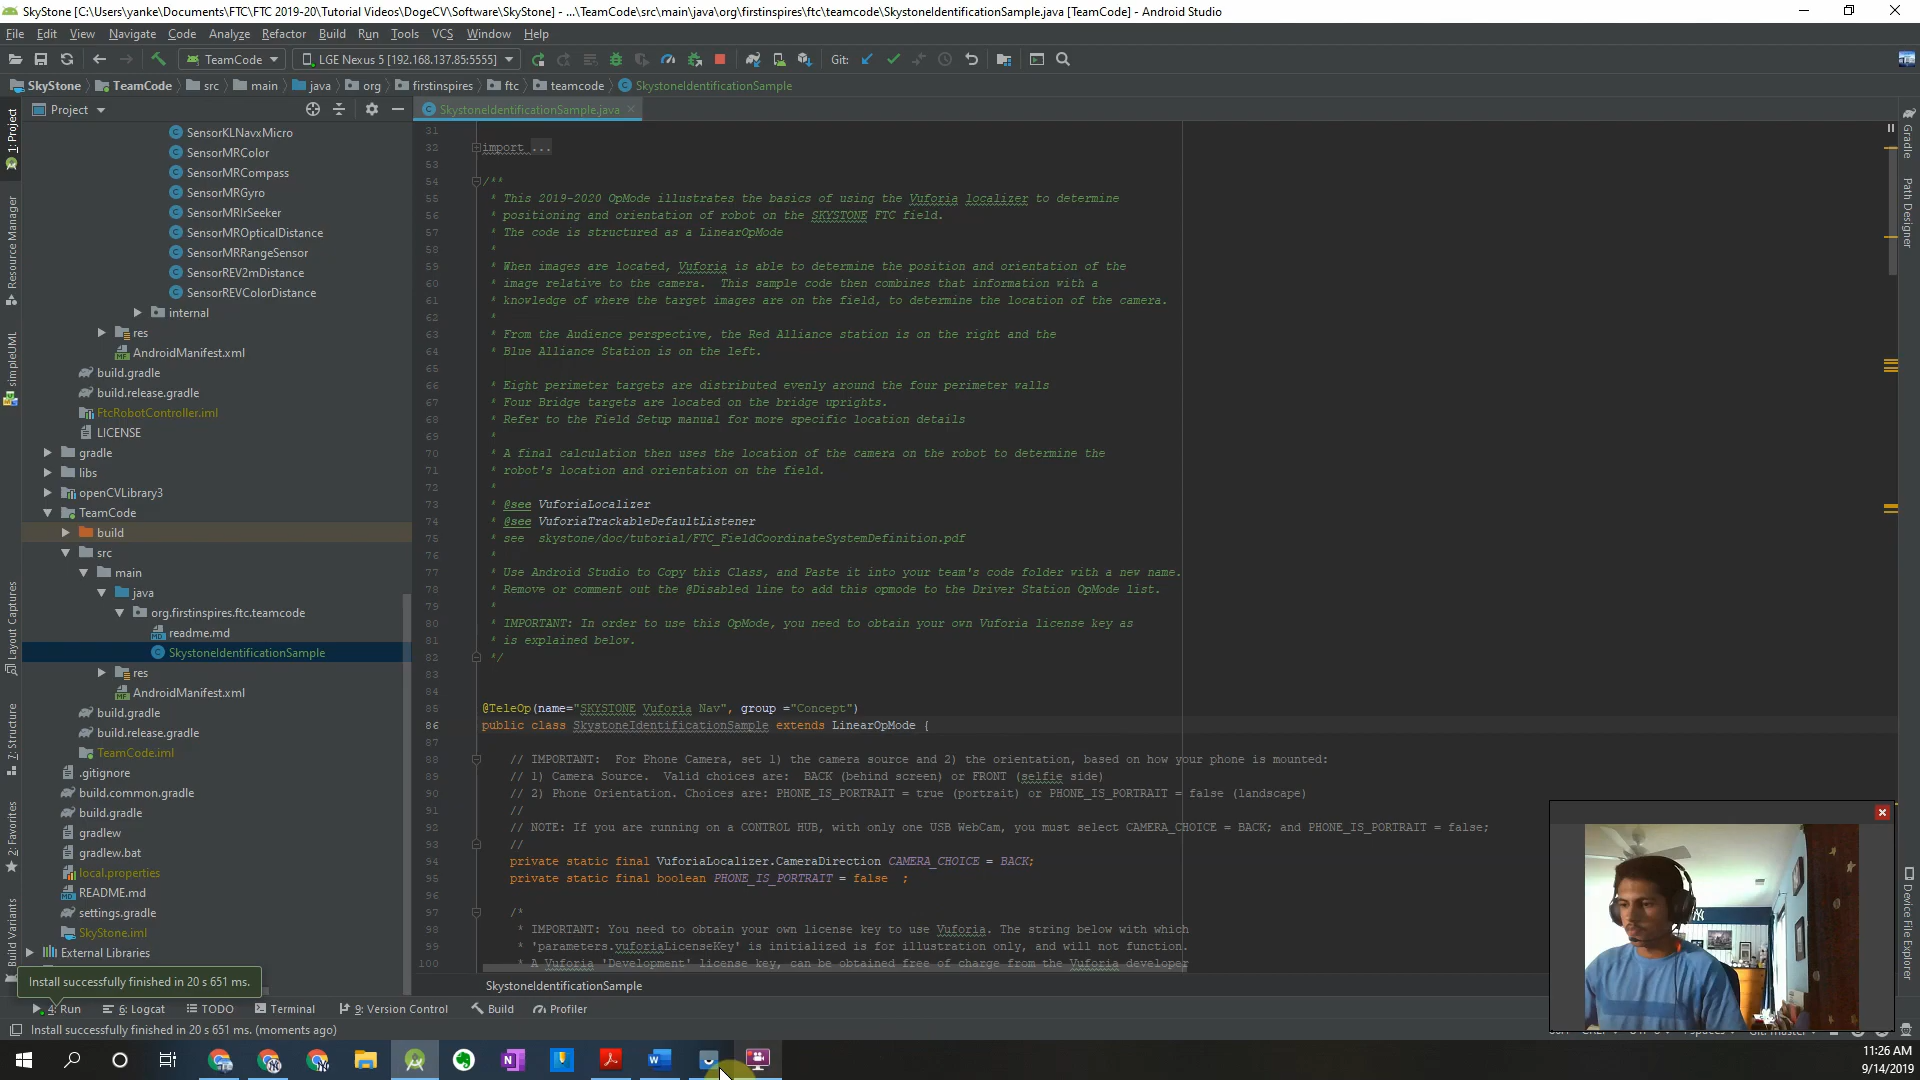 SkyStone [C:\Users\yanke\Documents\FTC\FTC 2019-20\Tutorial Videos\DogeCV\Software\SkyStone] - ...\TeamCode\src\main\java\org\firstinspires\ftc\teamcode\SkystoneIdentificationSample.java [TeamCode] - Android Studio
File Edit View Navigate Code Analyze Refactor Build Run Tools VCS Window Help
TeamCode LGE Nexus 5 [192.168.137.85:5555] Git:
SkyStone TeamCode src main java org firstinspires ftc teamcode SkystoneIdentificationSample
Project SkystoneIdentificationSample.java
1: Project
Resource Manager
simpleUML
Layout Captures
7: Structure
2: Favorites
Build Variants
SensorKLNavxMicro
SensorMRColor
SensorMRCompass
SensorMRGyro
SensorMRIrSeeker
SensorMROpticalDistance
SensorMRRangeSensor
SensorREV2mDistance
SensorREVColorDistance
internal
res
AndroidManifest.xml
build.gradle
build.release.gradle
FtcRobotController.iml
LICENSE
gradle
libs
openCVLibrary3
TeamCode
build
src
main
java
org.firstinspires.ftc.teamcode
readme.md
SkystoneIdentificationSample
res
AndroidManifest.xml
build.gradle
build.release.gradle
TeamCode.iml
.gitignore
build.common.gradle
build.gradle
gradlew
gradlew.bat
local.properties
README.md
settings.gradle
SkyStone.iml
External Libraries
Install successfully finished in 20 s 651 ms.
31
32 import ...
53
54 /**
55 * This 2019-2020 OpMode illustrates the basics of using the Vuforia localizer to determine
56 * positioning and orientation of robot on the SKYSTONE FTC field.
57 * The code is structured as a LinearOpMode
58 *
59 * When images are located, Vuforia is able to determine the position and orientation of the
60 * image relative to the camera.  This sample code then combines that information with a
61 * knowledge of where the target images are on the field, to determine the location of the camera.
62 *
63 * From the Audience perspective, the Red Alliance station is on the right and the
64 * Blue Alliance Station is on the left.
65
66 * Eight perimeter targets are distributed evenly around the four perimeter walls
67 * Four Bridge targets are located on the bridge uprights.
68 * Refer to the Field Setup manual for more specific location details
69 *
70 * A final calculation then uses the location of the camera on the robot to determine the
71 * robot's location and orientation on the field.
72 *
73 * @see VuforiaLocalizer
74 * @see VuforiaTrackableDefaultListener
75 * see  skystone/doc/tutorial/FTC_FieldCoordinateSystemDefinition.pdf
76 *
77 * Use Android Studio to Copy this Class, and Paste it into your team's code folder with a new name.
78 * Remove or comment out the @Disabled line to add this opmode to the Driver Station OpMode list.
79 *
80 * IMPORTANT: In order to use this OpMode, you need to obtain your own Vuforia license key as
81 * is explained below.
82 */
83
84
85 @TeleOp(name="SKYSTONE Vuforia Nav", group ="Concept")
86 public class SkystoneIdentificationSample extends LinearOpMode {
87
88 // IMPORTANT:  For Phone Camera, set 1) the camera source and 2) the orientation, based on how your phone is mounted:
89 // 1) Camera Source.  Valid choices are:  BACK (behind screen) or FRONT (selfie side)
90 // 2) Phone Orientation. Choices are: PHONE_IS_PORTRAIT = true (portrait) or PHONE_IS_PORTRAIT = false (landscape)
91 //
92 // NOTE: If you are running on a CONTROL HUB, with only one USB WebCam, you must select CAMERA_CHOICE = BACK; and PHONE_IS_PORTRAIT = false;
93 //
94 private static final VuforiaLocalizer.CameraDirection CAMERA_CHOICE = BACK;
95 private static final boolean PHONE_IS_PORTRAIT = false  ;
96
97 /*
98 * IMPORTANT: You need to obtain your own license key to use Vuforia. The string below with which
99 * 'parameters.vuforiaLicenseKey' is initialized is for illustration only, and will not function.
100 * A Vuforia 'Development' license key, can be obtained free of charge from the Vuforia developer
SkystoneIdentificationSample
Gradle
Path Designer
Device File Explorer
4: Run 6: Logcat TODO Terminal 9: Version Control Build Profiler
Install successfully finished in 20 s 651 ms. (moments ago)
11:26 AM
9/14/2019